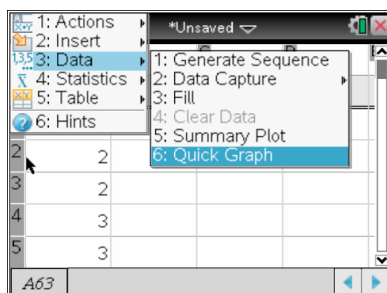 *Unsaved
1: Actions
2: Insert
3: Data
4: Statistics
5: Table
6: Hints
1: Generate Sequence
2: Data Capture
3: Fill
4: Clear Data
5: Summary Plot
6: Quick Graph
2 2
3 2
4 3
5 3
A63